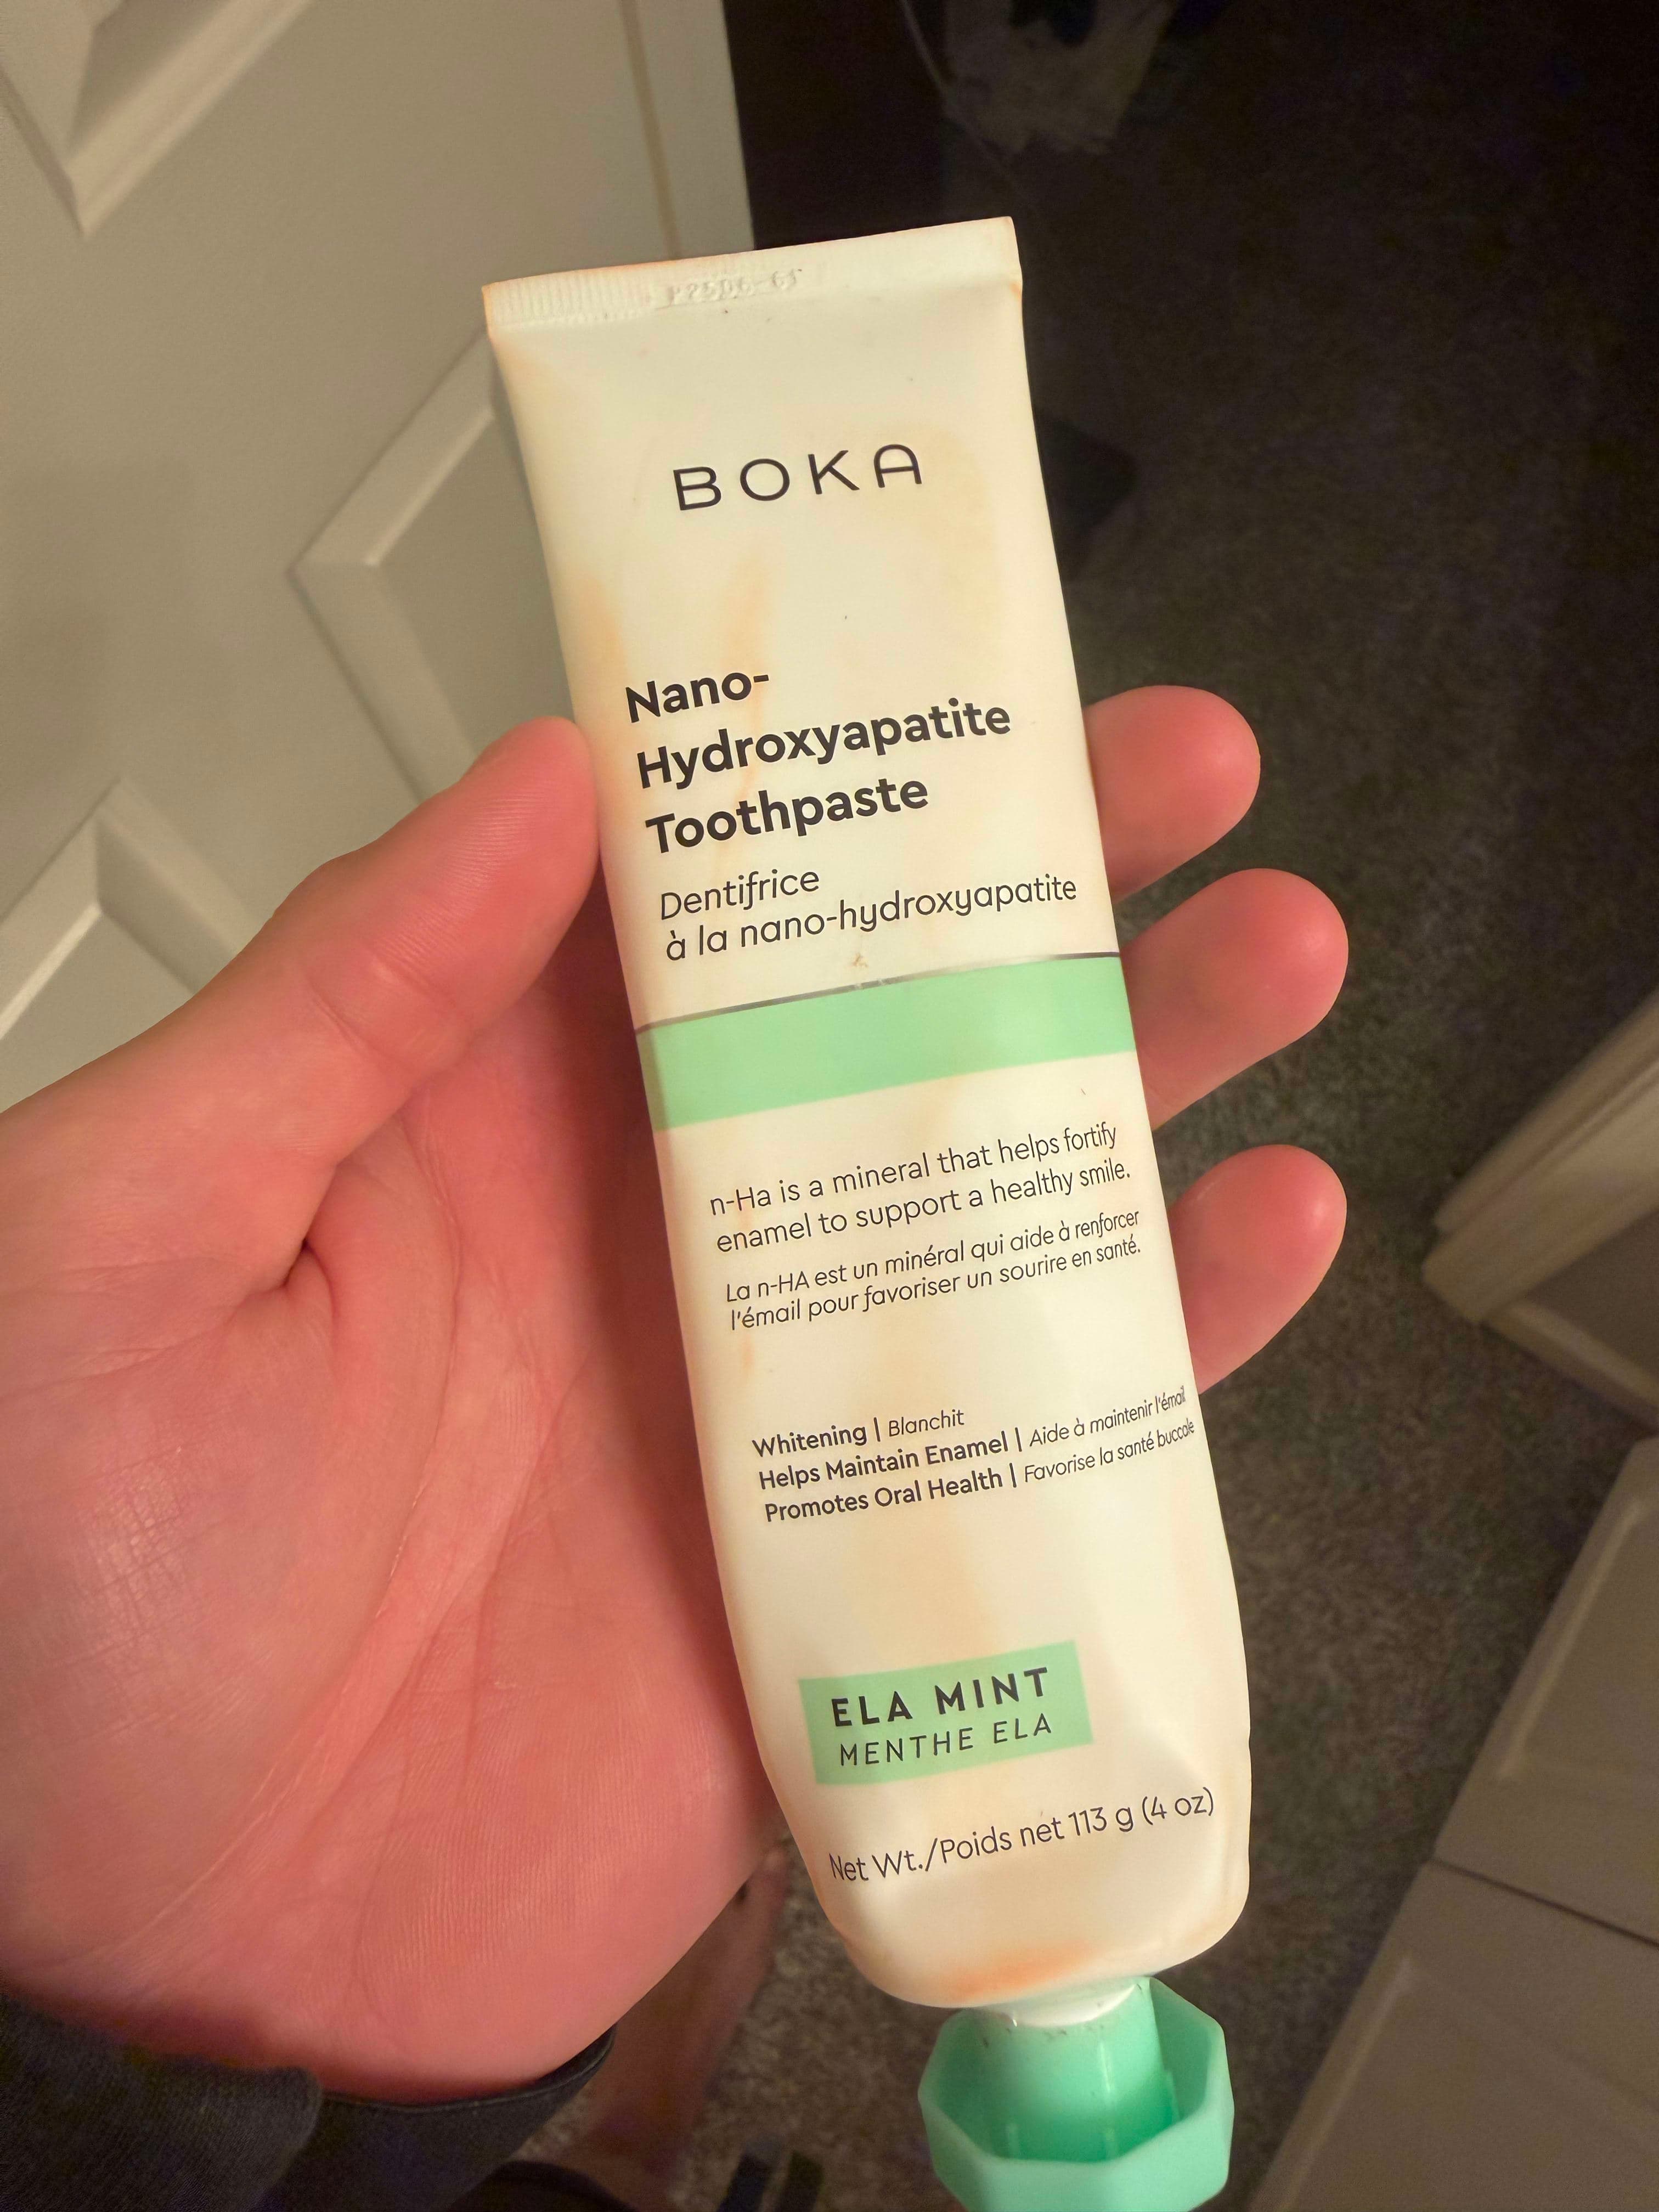 BOKA
Nano-
Hydroxyapatite
Toothpaste
Dentifrice
à la nano-hydroxyapatite
n-Ha is a mineral that helps fortify
enamel to support a healthy smile.
La n-HA est un minéral qui aide à renforcer
l'émail pour favoriser un sourire en santé.
Whitening | Blanchit
Helps Maintain Enamel | Aide à maintenir l'émail
Promotes Oral Health | Favorise la santé buccale
ELA MINT
MENTHE ELA
Net Wt./Poids net 113 g (4 oz)